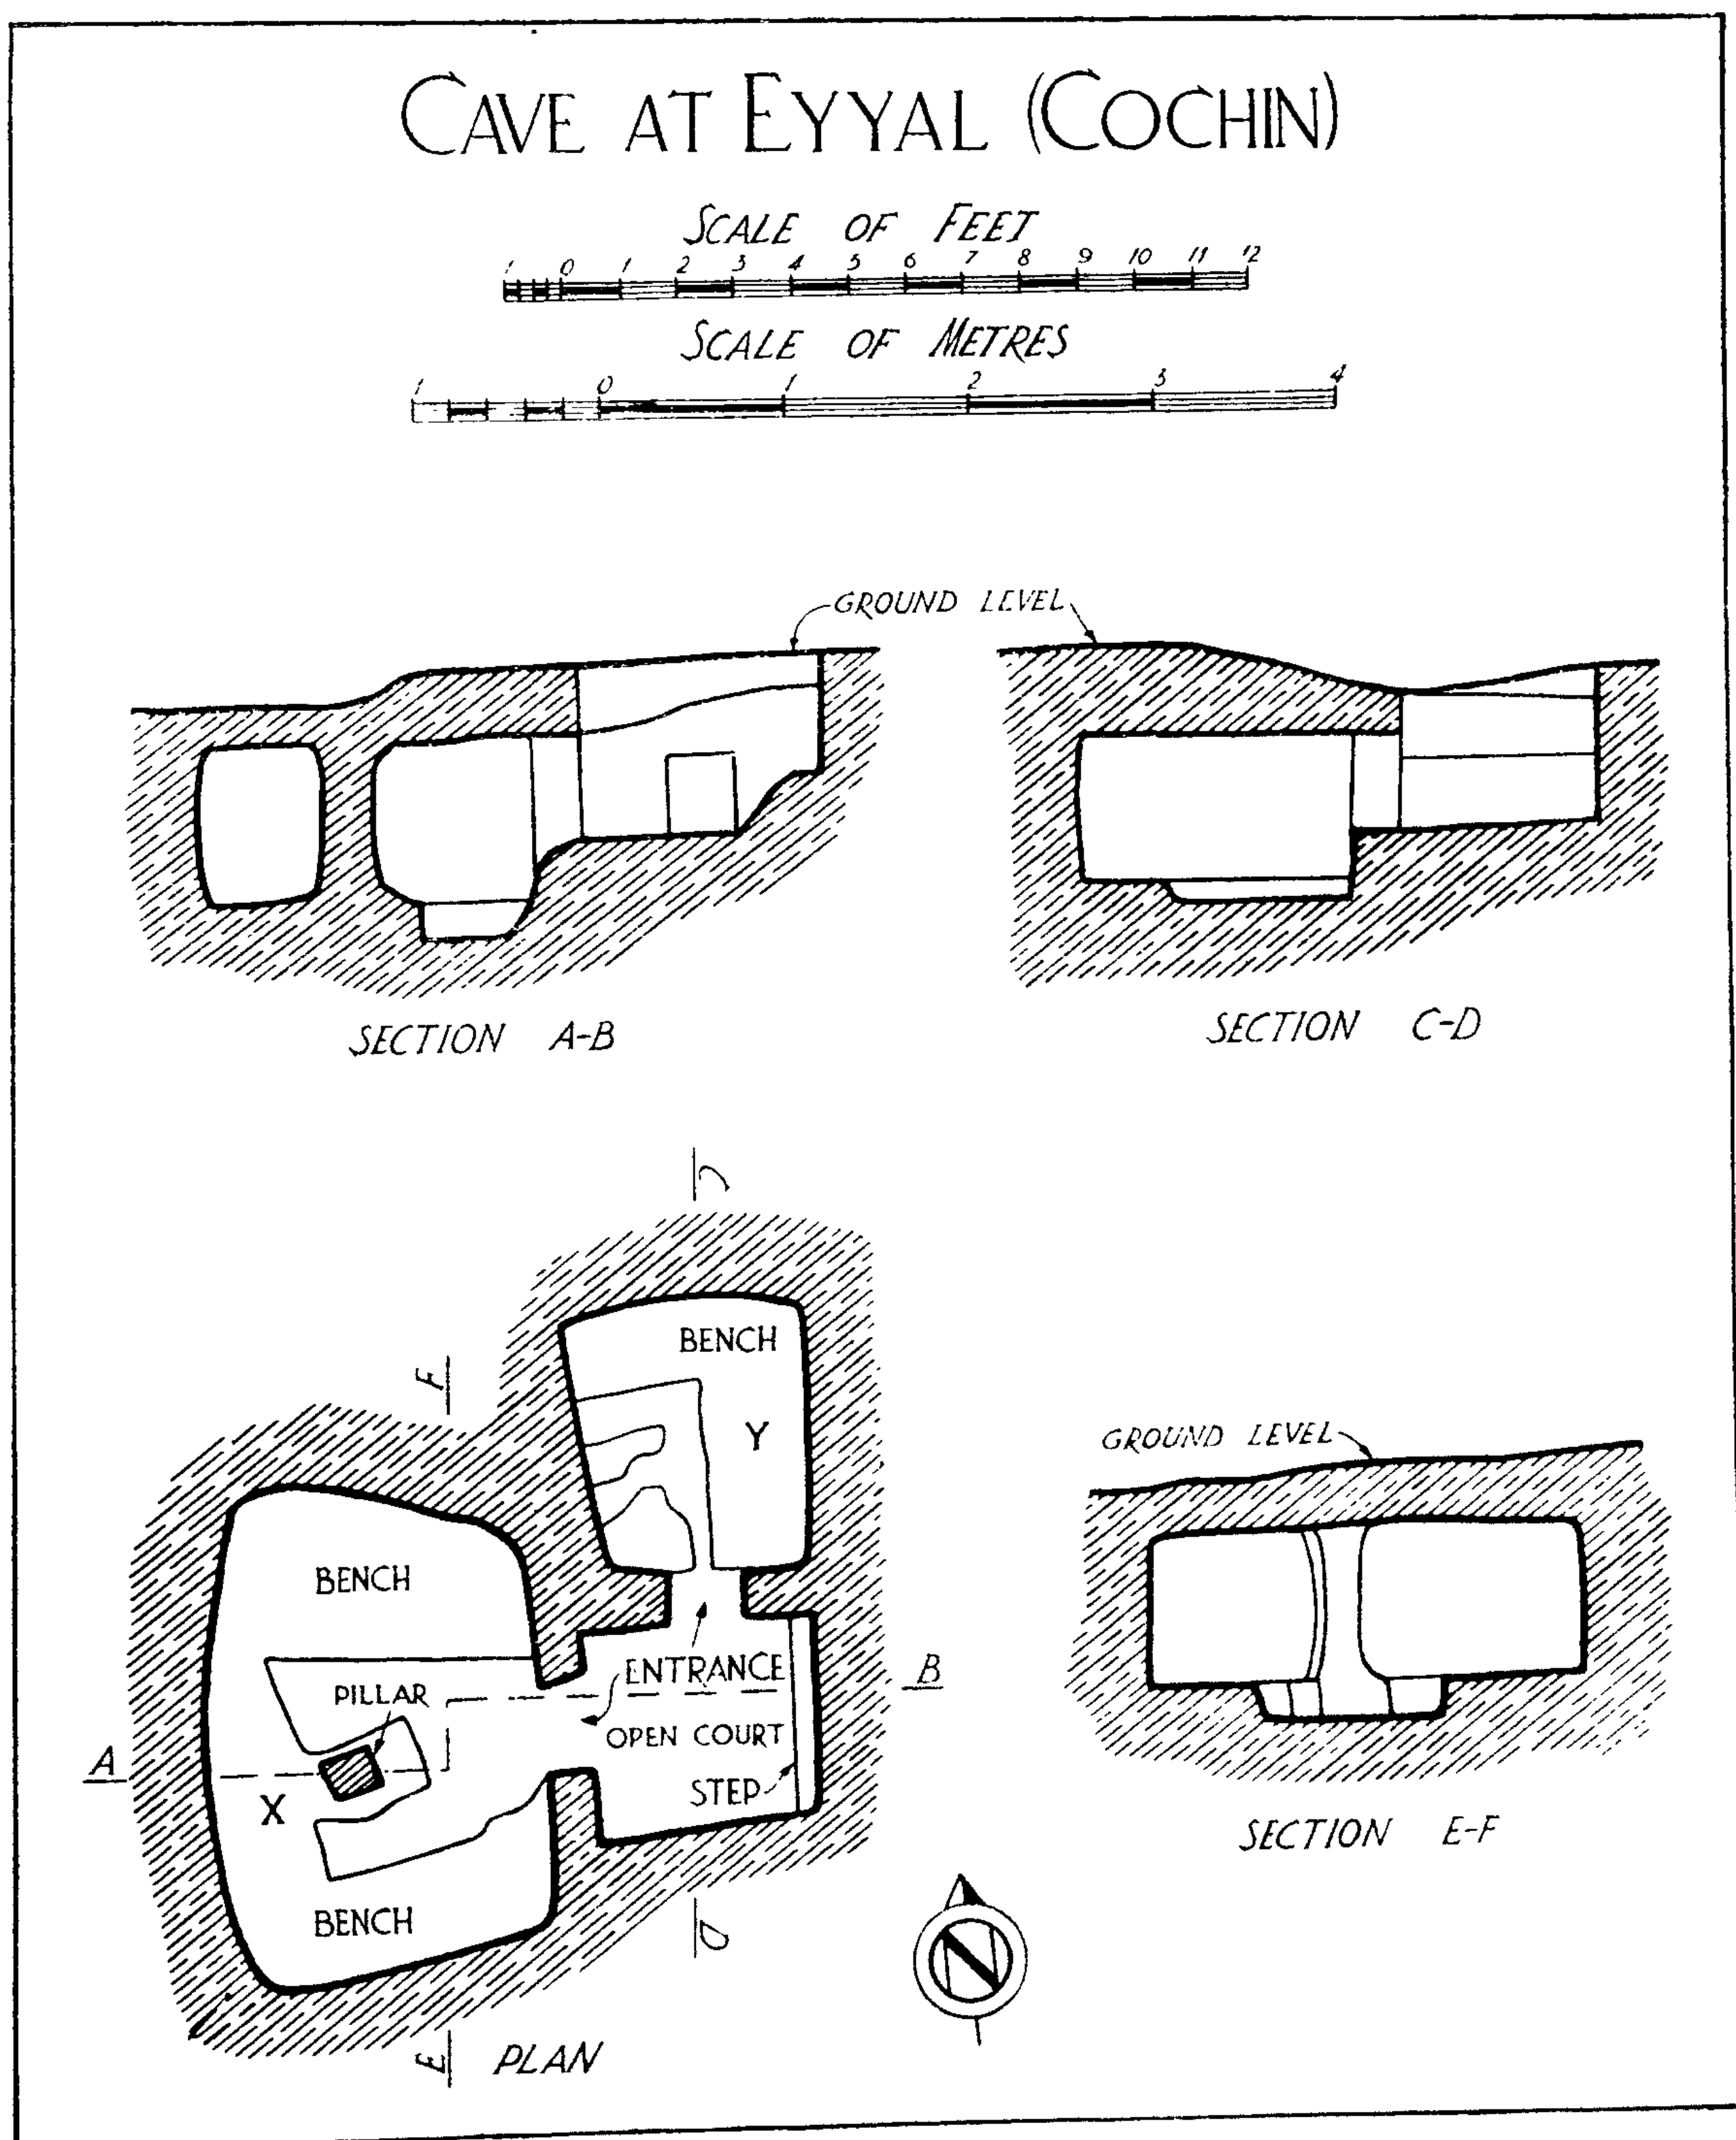 CAVE AT EYYAL (COCHIN)
SCALE OF FEET
1 0 1 2 3 4 5 6 7 8 9 10 11 12
SCALE OF METRES
1 0 1 2 3 4
GROUND LEVEL
SECTION A-B
SECTION C-D
C
F
BENCH
Y
GROUND LEVEL
BENCH
ENTRANCE
B
PILLAR
OPEN COURT
A
STEP
X
SECTION E-F
BENCH
D
N
E
PLAN